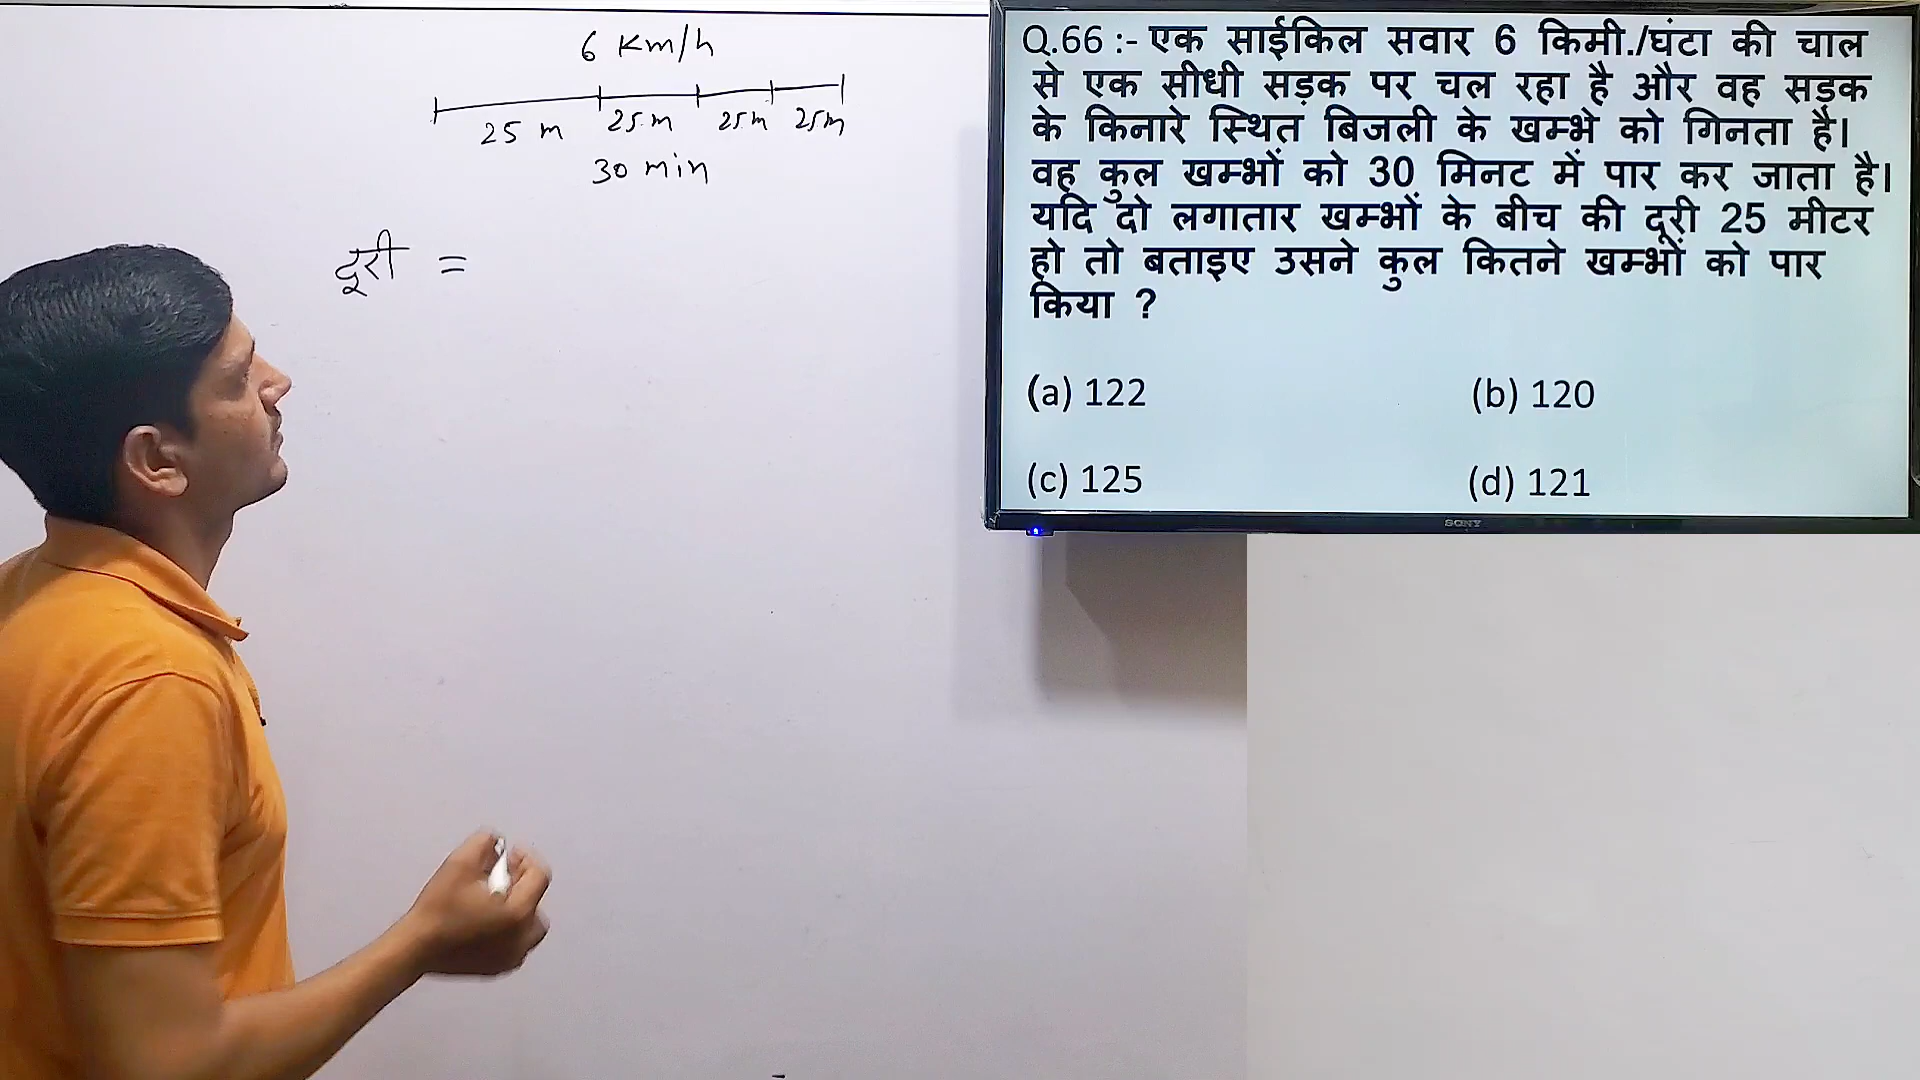 6 Km/h
25 m 25 m 25 m 25 m
30 min
दूरी =
Q.66 :- एक साईकिल सवार 6 किमी./घंटा की चाल
से एक सीधी सड़क पर चल रहा है और वह सड़क
के किनारे स्थित बिजली के खम्भे को गिनता है।
वह कुल खम्भों को 30 मिनट में पार कर जाता है।
यदि दो लगातार खम्भों के बीच की दूरी 25 मीटर
हो तो बताइए उसने कुल कितने खम्भों को पार
किया ?
(a) 122 (b) 120
(c) 125 (d) 121
SONY